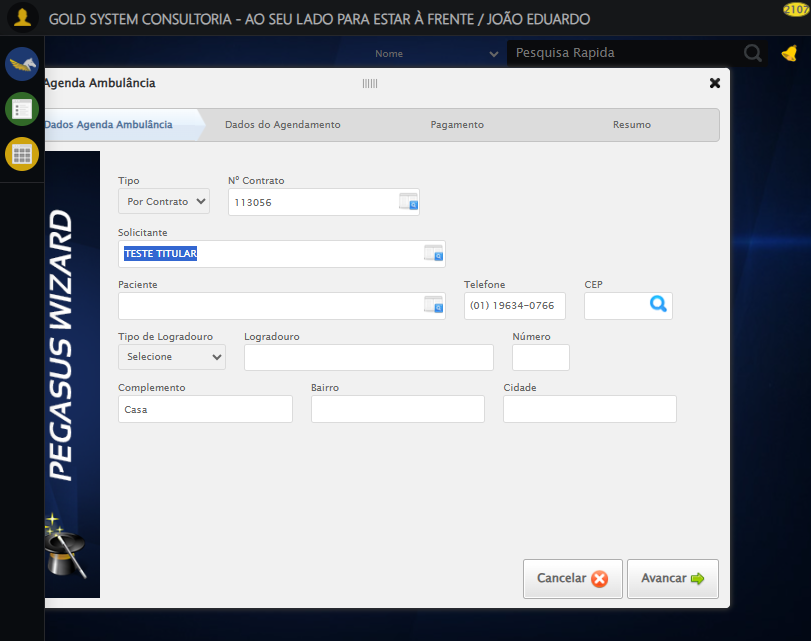 GOLD SYSTEM CONSULTORIA - AO SEU LADO PARA ESTAR À FRENTE / JOÃO EDUARDO
2107
Nome
Pesquisa Rapida
Agenda Ambulância
Dados Agenda Ambulância
Dados do Agendamento
Pagamento
Resumo
PEGASUS WIZARD
Tipo
Nº Contrato
Por Contrato
113056
Solicitante
TESTE TITULAR
Paciente
Telefone
CEP
(01) 19634-0766
Tipo de Logradouro
Logradouro
Número
Selecione
Complemento
Bairro
Cidade
Casa
Cancelar
Avancar